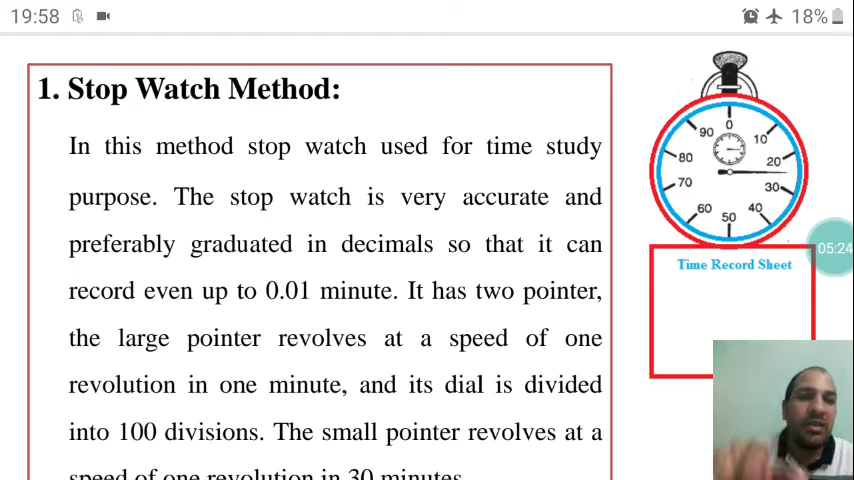 19:58
18%
1. Stop Watch Method:
In this method stop watch used for time study
purpose. The stop watch is very accurate and
preferably graduated in decimals so that it can
record even up to 0.01 minute. It has two pointer,
the large pointer revolves at a speed of one
revolution in one minute, and its dial is divided
into 100 divisions. The small pointer revolves at a
speed of one revolution in 30 minutes.
0
10
20
30
40
50
60
70
80
90
05:24
Time Record Sheet